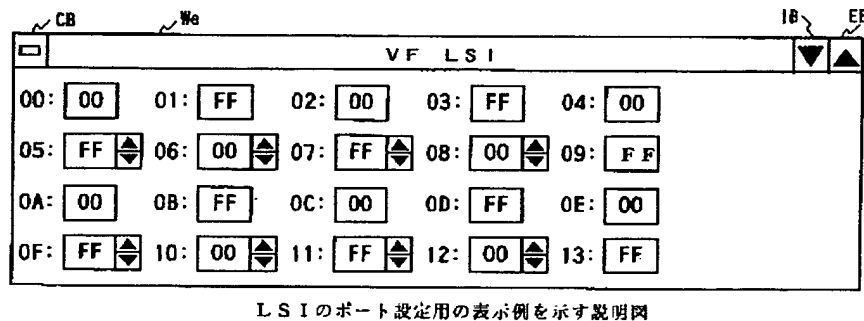 CB We IB EB
VF LSI
00: 00 01: FF 02: 00 03: FF 04: 00
05: FF 06: 00 07: FF 08: 00 09: FF
0A: 00 0B: FF 0C: 00 0D: FF 0E: 00
0F: FF 10: 00 11: FF 12: 00 13: FF
LSIのポート設定用の表示例を示す説明図